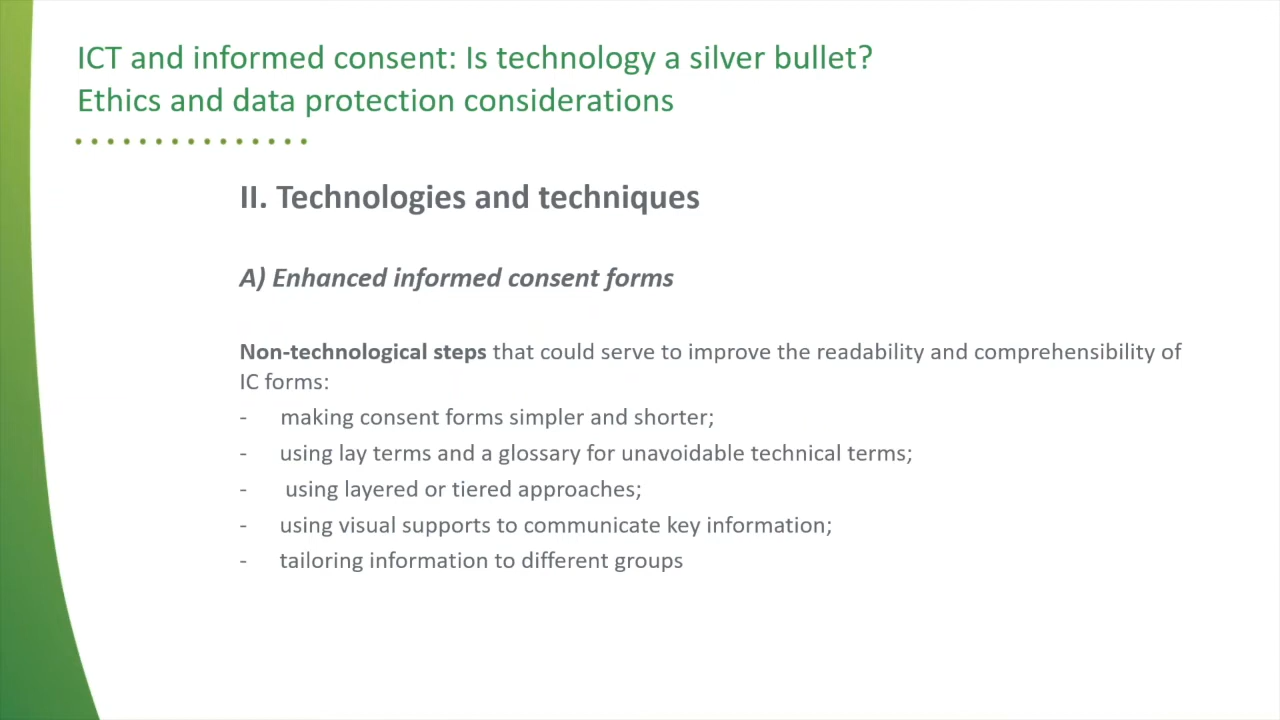 ICT and informed consent: Is technology a silver bullet?
Ethics and data protection considerations
II. Technologies and techniques
A) Enhanced informed consent forms
Non-technological steps that could serve to improve the readability and comprehensibility of
IC forms:
- making consent forms simpler and shorter;
- using lay terms and a glossary for unavoidable technical terms;
- using layered or tiered approaches;
- using visual supports to communicate key information;
- tailoring information to different groups